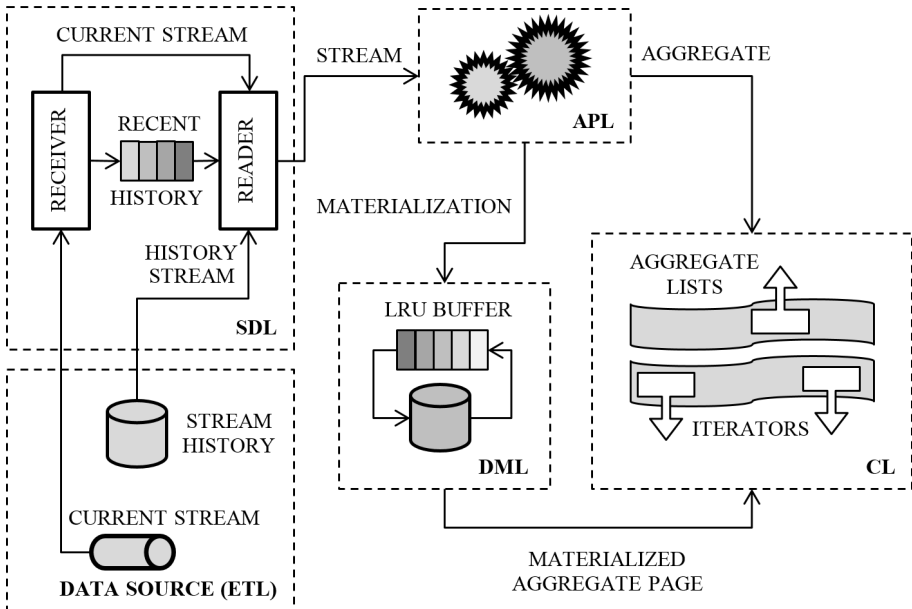 CURRENT STREAM
RECEIVER
RECENT
HISTORY
READER
HISTORY
STREAM
SDL
STREAM
APL
AGGREGATE
MATERIALIZATION
LRU BUFFER
DML
AGGREGATE
LISTS
ITERATORS
CL
STREAM
HISTORY
CURRENT STREAM
DATA SOURCE (ETL)
MATERIALIZED
AGGREGATE PAGE